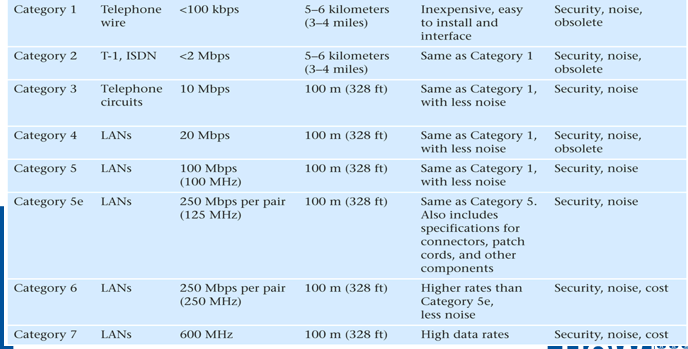 Category 1 Telephone <100 kbps 5–6 kilometers Inexpensive, easy Security, noise,
wire (3–4 miles) to install and obsolete
interface
Category 2 T-1, ISDN <2 Mbps 5–6 kilometers Same as Category 1 Security, noise,
(3–4 miles) obsolete
Category 3 Telephone 10 Mbps 100 m (328 ft) Same as Category 1, Security, noise
circuits with less noise
Category 4 LANs 20 Mbps 100 m (328 ft) Same as Category 1, Security, noise,
with less noise obsolete
Category 5 LANs 100 Mbps 100 m (328 ft) Same as Category 1, Security, noise
(100 MHz) with less noise
Category 5e LANs 250 Mbps per pair 100 m (328 ft) Same as Category 5. Security, noise
(125 MHz) Also includes
specifications for
connectors, patch
cords, and other
components
Category 6 LANs 250 Mbps per pair 100 m (328 ft) Higher rates than Security, noise, cost
(250 MHz) Category 5e,
less noise
Category 7 LANs 600 MHz 100 m (328 ft) High data rates Security, noise, cost